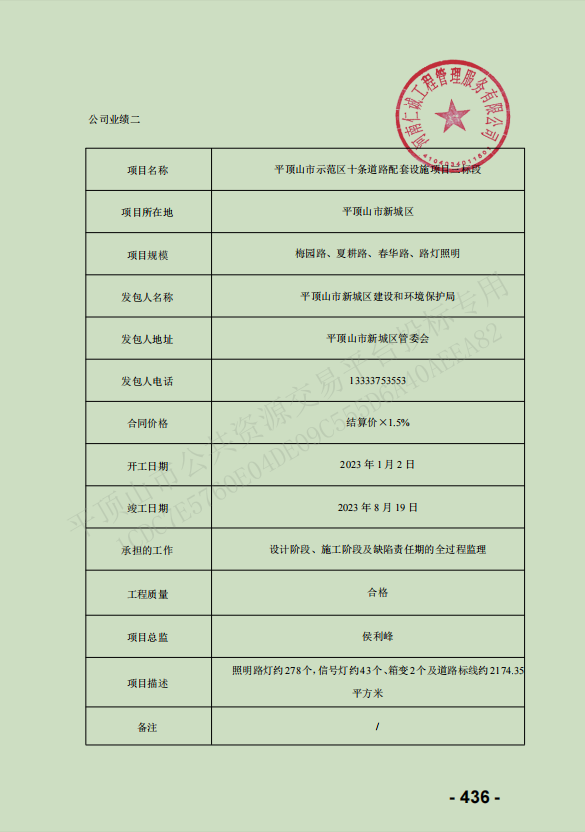 河南仁诚工程管理服务有限公司
公司业绩二
项目名称 平顶山市示范区十条道路配套设施项目二标段
项目所在地 平顶山市新城区
项目规模 梅园路、夏耕路、春华路、路灯照明
发包人名称 平顶山市新城区建设和环境保护局
发包人地址 平顶山市新城区管委会
发包人电话 13333753553
合同价格 结算价×1.5%
开工日期 2023 年 1 月 2 日
竣工日期 2023 年 8 月 19 日
承担的工作 设计阶段、施工阶段及缺陷责任期的全过程监理
工程质量 合格
项目总监 侯利峰
项目描述 照明路灯约278个,信号灯约43个、箱变2个及道路标线约2174.35
平方米
备注 /
平顶山市公共资源交易平台投标专用
- 436 -